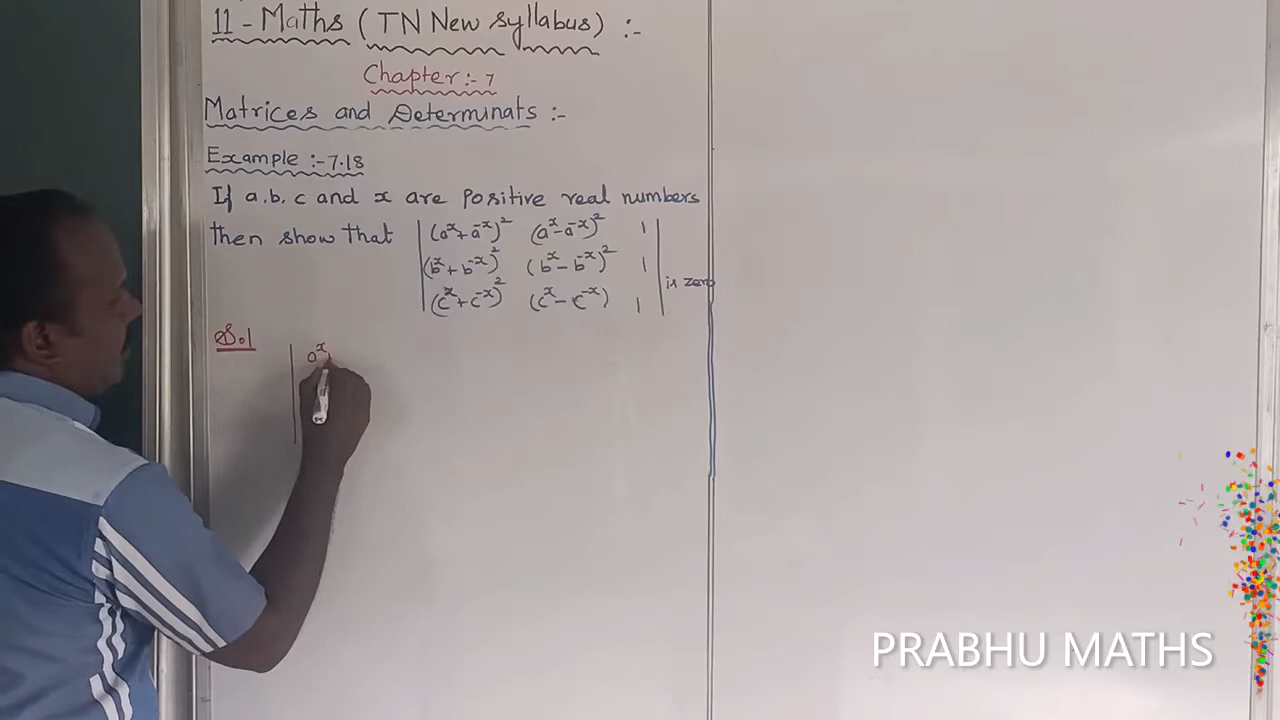 11 - Maths (TN New syllabus) :-
Chapter :- 7
Matrices and Determinats :-
Example :- 7.18
If a, b, c and x are positive real numbers
then show that | (aˣ+a⁻ˣ)² (aˣ-a⁻ˣ)² 1 |
| (bˣ+b⁻ˣ)² (bˣ-b⁻ˣ)² 1 | is zero
| (cˣ+c⁻ˣ)² (cˣ-c⁻ˣ) 1 |
Sol
| aˣ
PRABHU MATHS